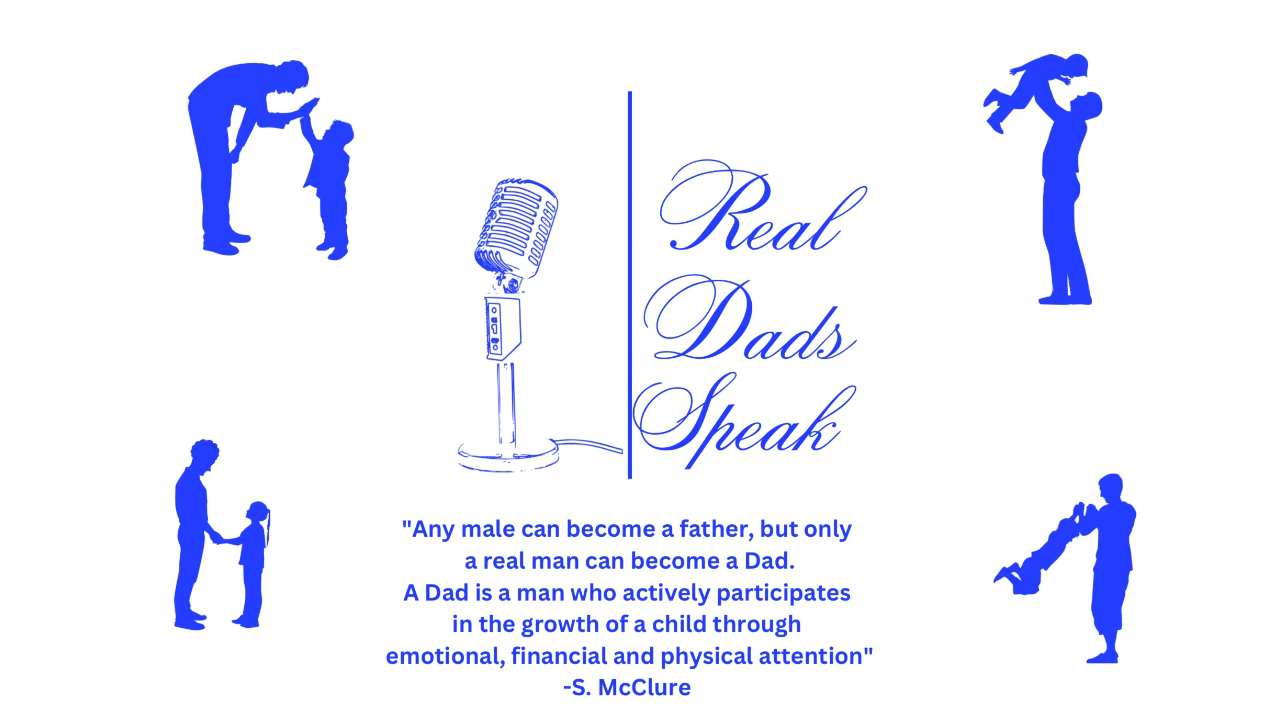 Real
Dads
Speak
"Any male can become a father, but only
a real man can become a Dad.
A Dad is a man who actively participates
in the growth of a child through
emotional, financial and physical attention"
-S. McClure